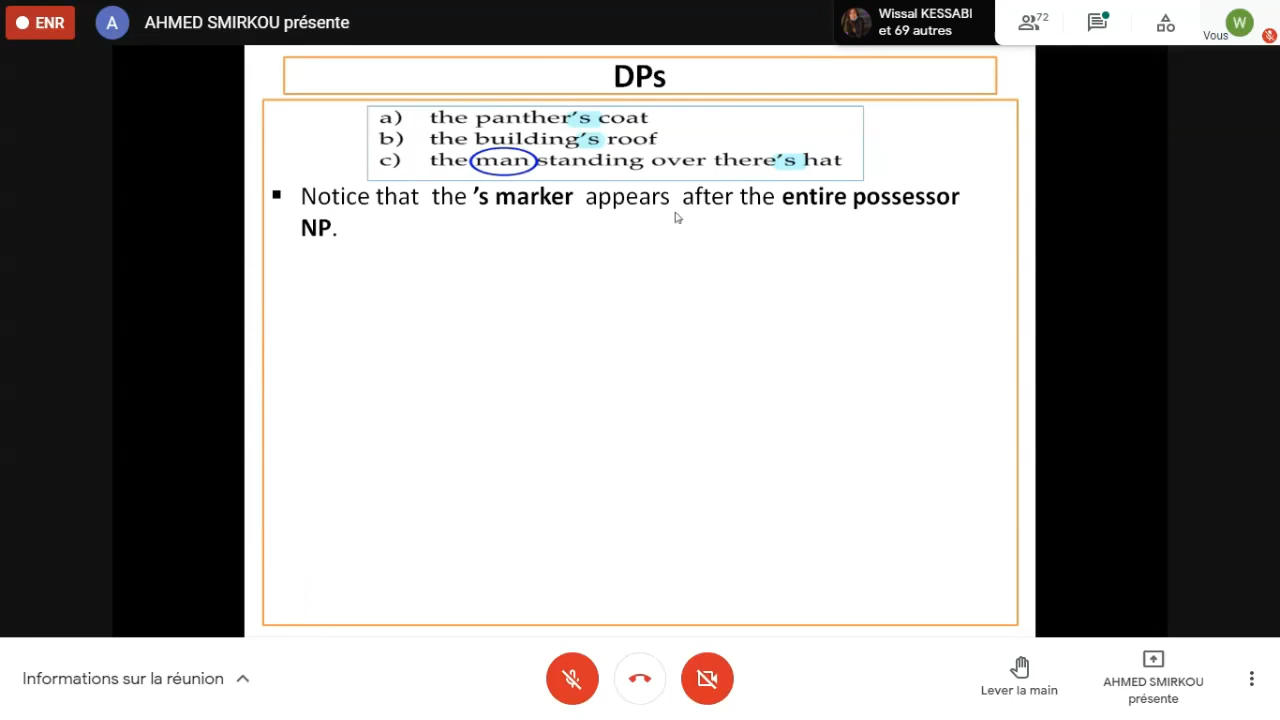 ENR
A
AHMED SMIRKOU présente
Wissal KESSABI
et 69 autres
72
Vous
W
DPs
a) the panther's coat
b) the building's roof
c) the man standing over there's hat
▪ Notice that the 's marker appears after the entire possessor
NP.
Informations sur la réunion
Lever la main
AHMED SMIRKOU
présente